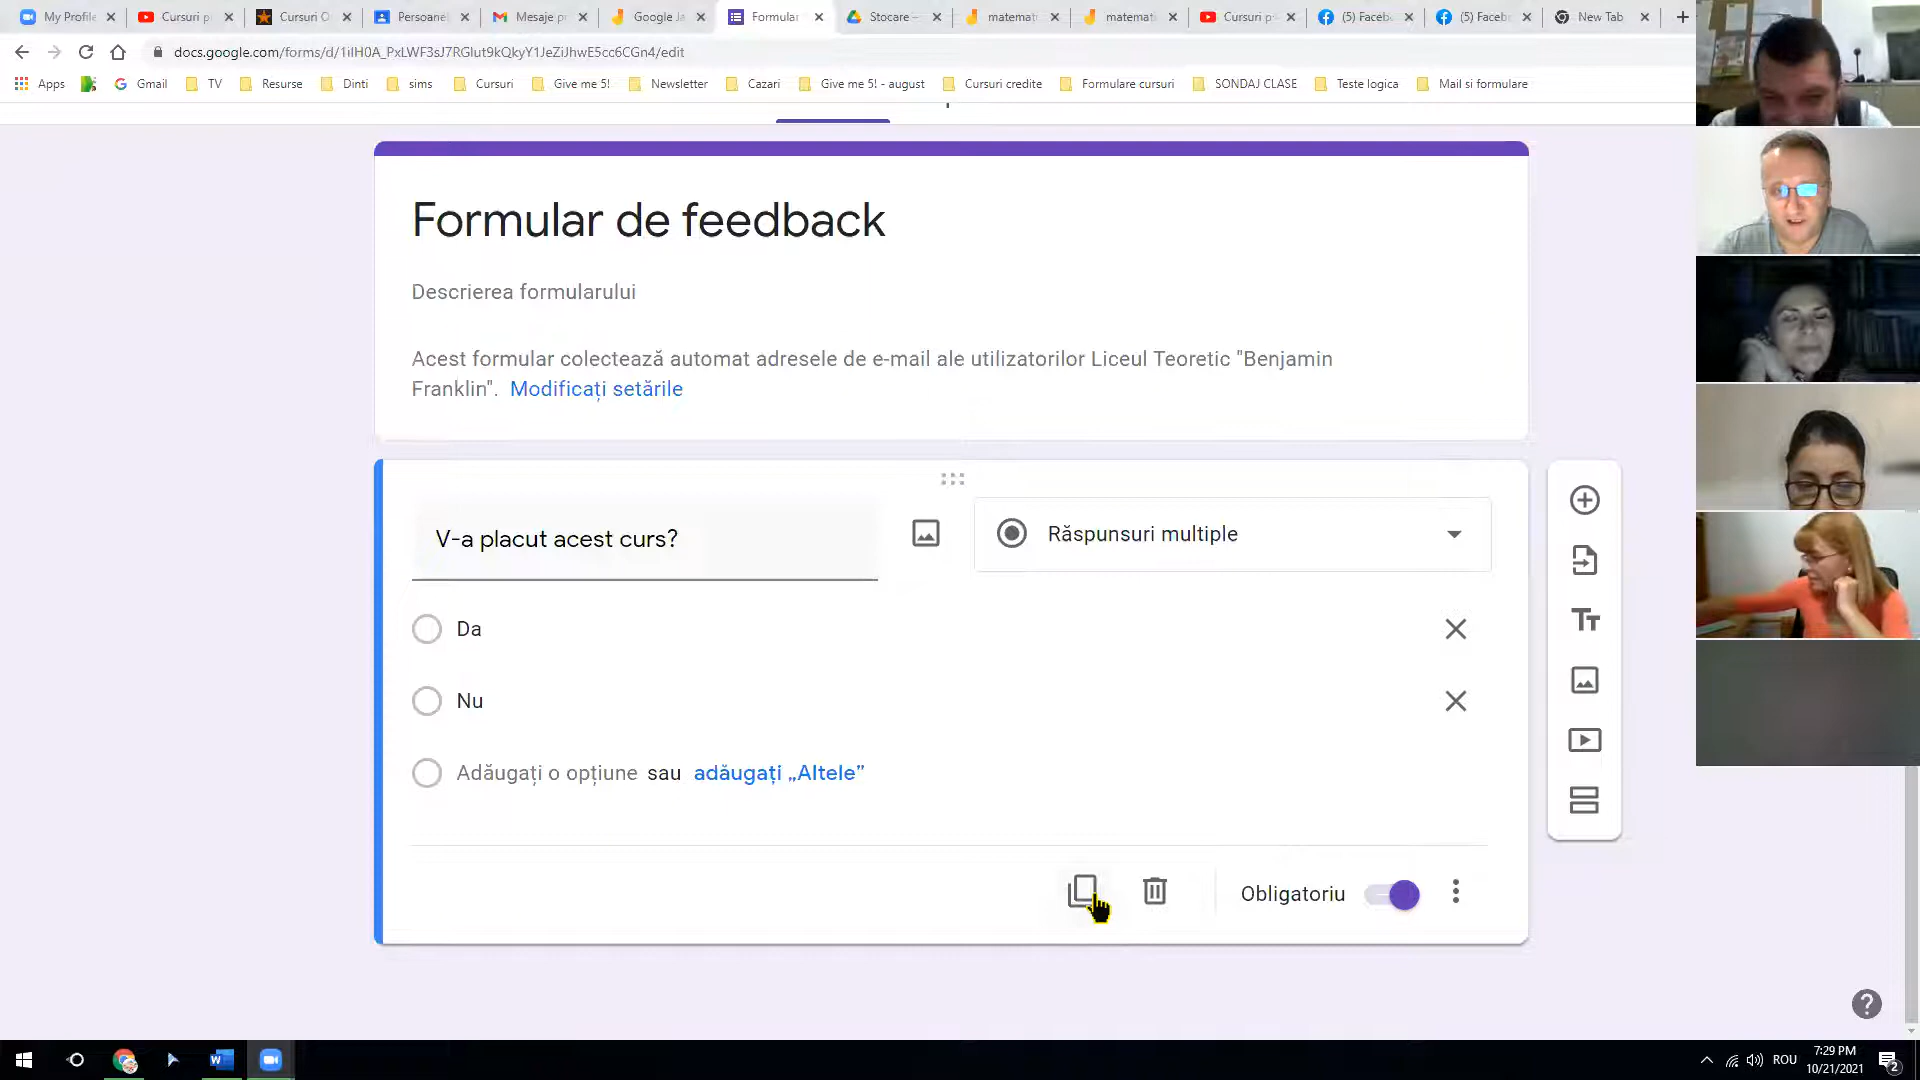 My Profile
Cursuri p
Cursuri O
Persoane
Mesaje p
Google Ja
Formular
Stocare –
matemat
matemat
Cursuri p
(5) Faceb
(5) Faceb
New Tab
docs.google.com/forms/d/1iIH0A_PxLWF3sJ7RGlut9kQkyY1JeZiJhwE5cc6CGn4/edit
Apps
Gmail
TV
Resurse
Dinti
sims
Cursuri
Give me 5!
Newsletter
Cazari
Give me 5! - august
Cursuri credite
Formulare cursuri
SONDAJ CLASE
Teste logica
Mail si formulare
Formular de feedback
Descrierea formularului
Acest formular colectează automat adresele de e-mail ale utilizatorilor Liceul Teoretic "Benjamin
Franklin". Modificați setările
V-a placut acest curs?
Răspunsuri multiple
Da
Nu
Adăugați o opțiune sau adăugați „Altele”
Obligatoriu
ROU
7:29 PM
10/21/2021
2